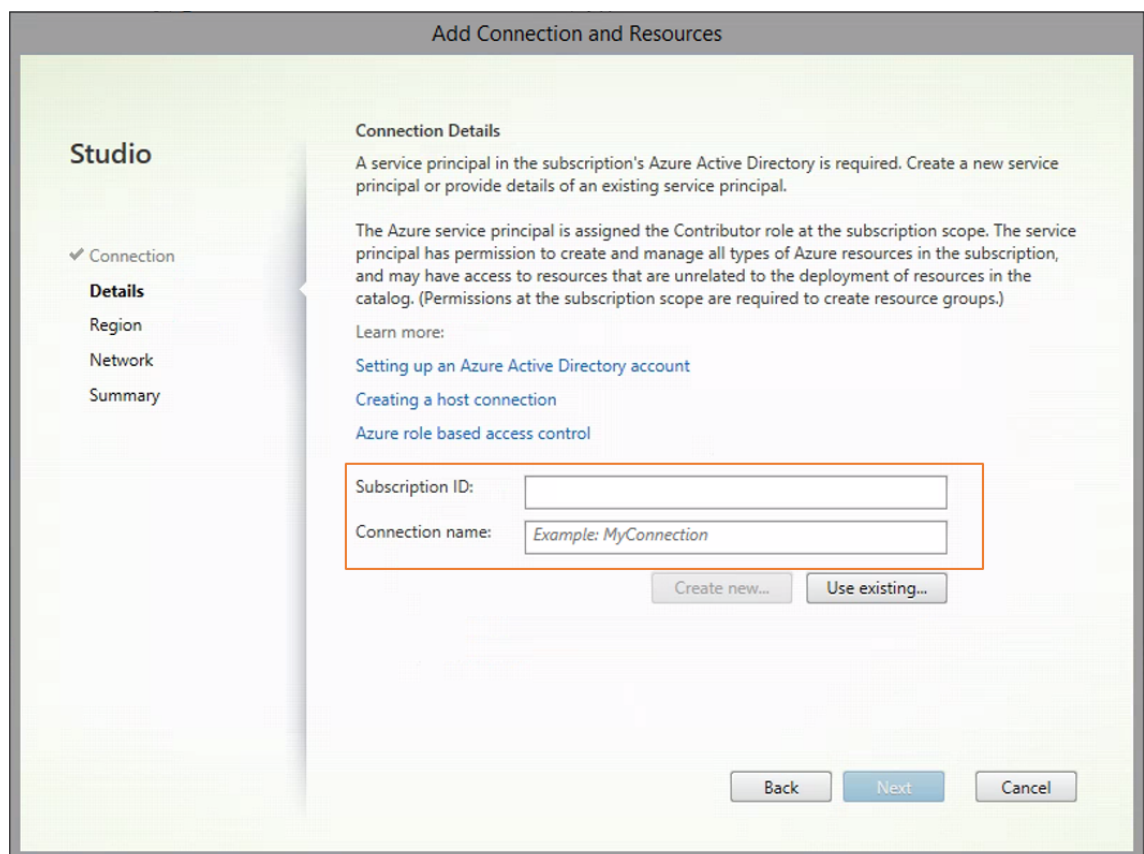 Add Connection and Resources
Studio
Connection
Details
Region
Network
Summary
Connection Details
A service principal in the subscription's Azure Active Directory is required. Create a new service
principal or provide details of an existing service principal.
The Azure service principal is assigned the Contributor role at the subscription scope. The service
principal has permission to create and manage all types of Azure resources in the subscription,
and may have access to resources that are unrelated to the deployment of resources in the
catalog. (Permissions at the subscription scope are required to create resource groups.)
Learn more:
Setting up an Azure Active Directory account
Creating a host connection
Azure role based access control
Subscription ID:
Connection name: Example: MyConnection
Create new... Use existing...
Back Next Cancel